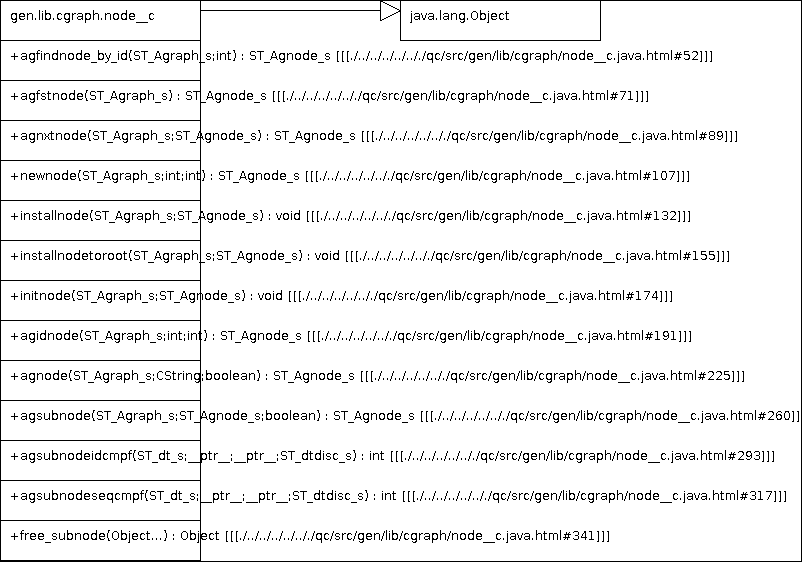 gen.lib.cgraph.node__c
java.lang.Object
+agfindnode_by_id(ST_Agraph_s;int) : ST_Agnode_s [[[./../../../../../../qc/src/gen/lib/cgraph/node__c.java.html#52]]]
+agfstnode(ST_Agraph_s) : ST_Agnode_s [[[./../../../../../../qc/src/gen/lib/cgraph/node__c.java.html#71]]]
+agnxtnode(ST_Agraph_s;ST_Agnode_s) : ST_Agnode_s [[[./../../../../../../qc/src/gen/lib/cgraph/node__c.java.html#89]]]
+newnode(ST_Agraph_s;int;int) : ST_Agnode_s [[[./../../../../../../qc/src/gen/lib/cgraph/node__c.java.html#107]]]
+installnode(ST_Agraph_s;ST_Agnode_s) : void [[[./../../../../../../qc/src/gen/lib/cgraph/node__c.java.html#132]]]
+installnodetoroot(ST_Agraph_s;ST_Agnode_s) : void [[[./../../../../../../qc/src/gen/lib/cgraph/node__c.java.html#155]]]
+initnode(ST_Agraph_s;ST_Agnode_s) : void [[[./../../../../../../qc/src/gen/lib/cgraph/node__c.java.html#174]]]
+agidnode(ST_Agraph_s;int;int) : ST_Agnode_s [[[./../../../../../../qc/src/gen/lib/cgraph/node__c.java.html#191]]]
+agnode(ST_Agraph_s;CString;boolean) : ST_Agnode_s [[[./../../../../../../qc/src/gen/lib/cgraph/node__c.java.html#225]]]
+agsubnode(ST_Agraph_s;ST_Agnode_s;boolean) : ST_Agnode_s [[[./../../../../../../qc/src/gen/lib/cgraph/node__c.java.html#260]]]
+agsubnodeidcmpf(ST_dt_s;__ptr__;__ptr__;ST_dtdisc_s) : int [[[./../../../../../../qc/src/gen/lib/cgraph/node__c.java.html#293]]]
+agsubnodeseqcmpf(ST_dt_s;__ptr__;__ptr__;ST_dtdisc_s) : int [[[./../../../../../../qc/src/gen/lib/cgraph/node__c.java.html#317]]]
+free_subnode(Object...) : Object [[[./../../../../../../qc/src/gen/lib/cgraph/node__c.java.html#341]]]